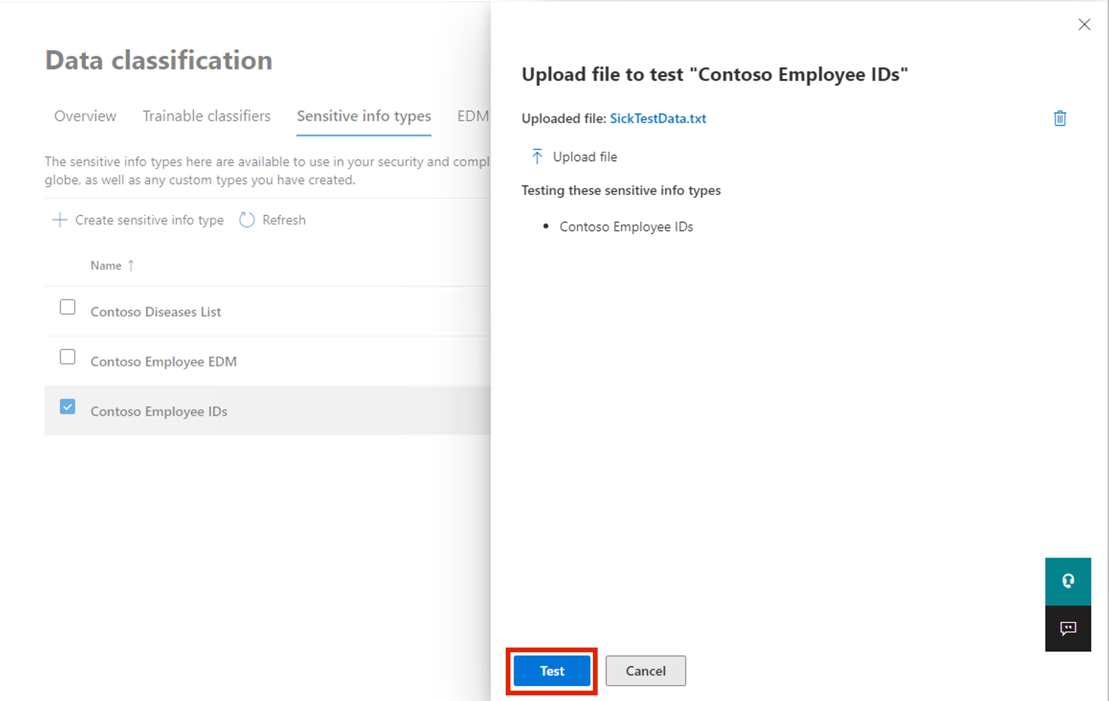 Data classification
Overview
Trainable classifiers
Sensitive info types
EDM
The sensitive info types here are available to use in your security and compl
globe, as well as any custom types you have created.
Create sensitive info type
Refresh
Name ↑
Contoso Diseases List
Contoso Employee EDM
Contoso Employee IDs
Upload file to test "Contoso Employee IDs"
Uploaded file: SickTestData.txt
Upload file
Testing these sensitive info types
• Contoso Employee IDs
Test
Cancel